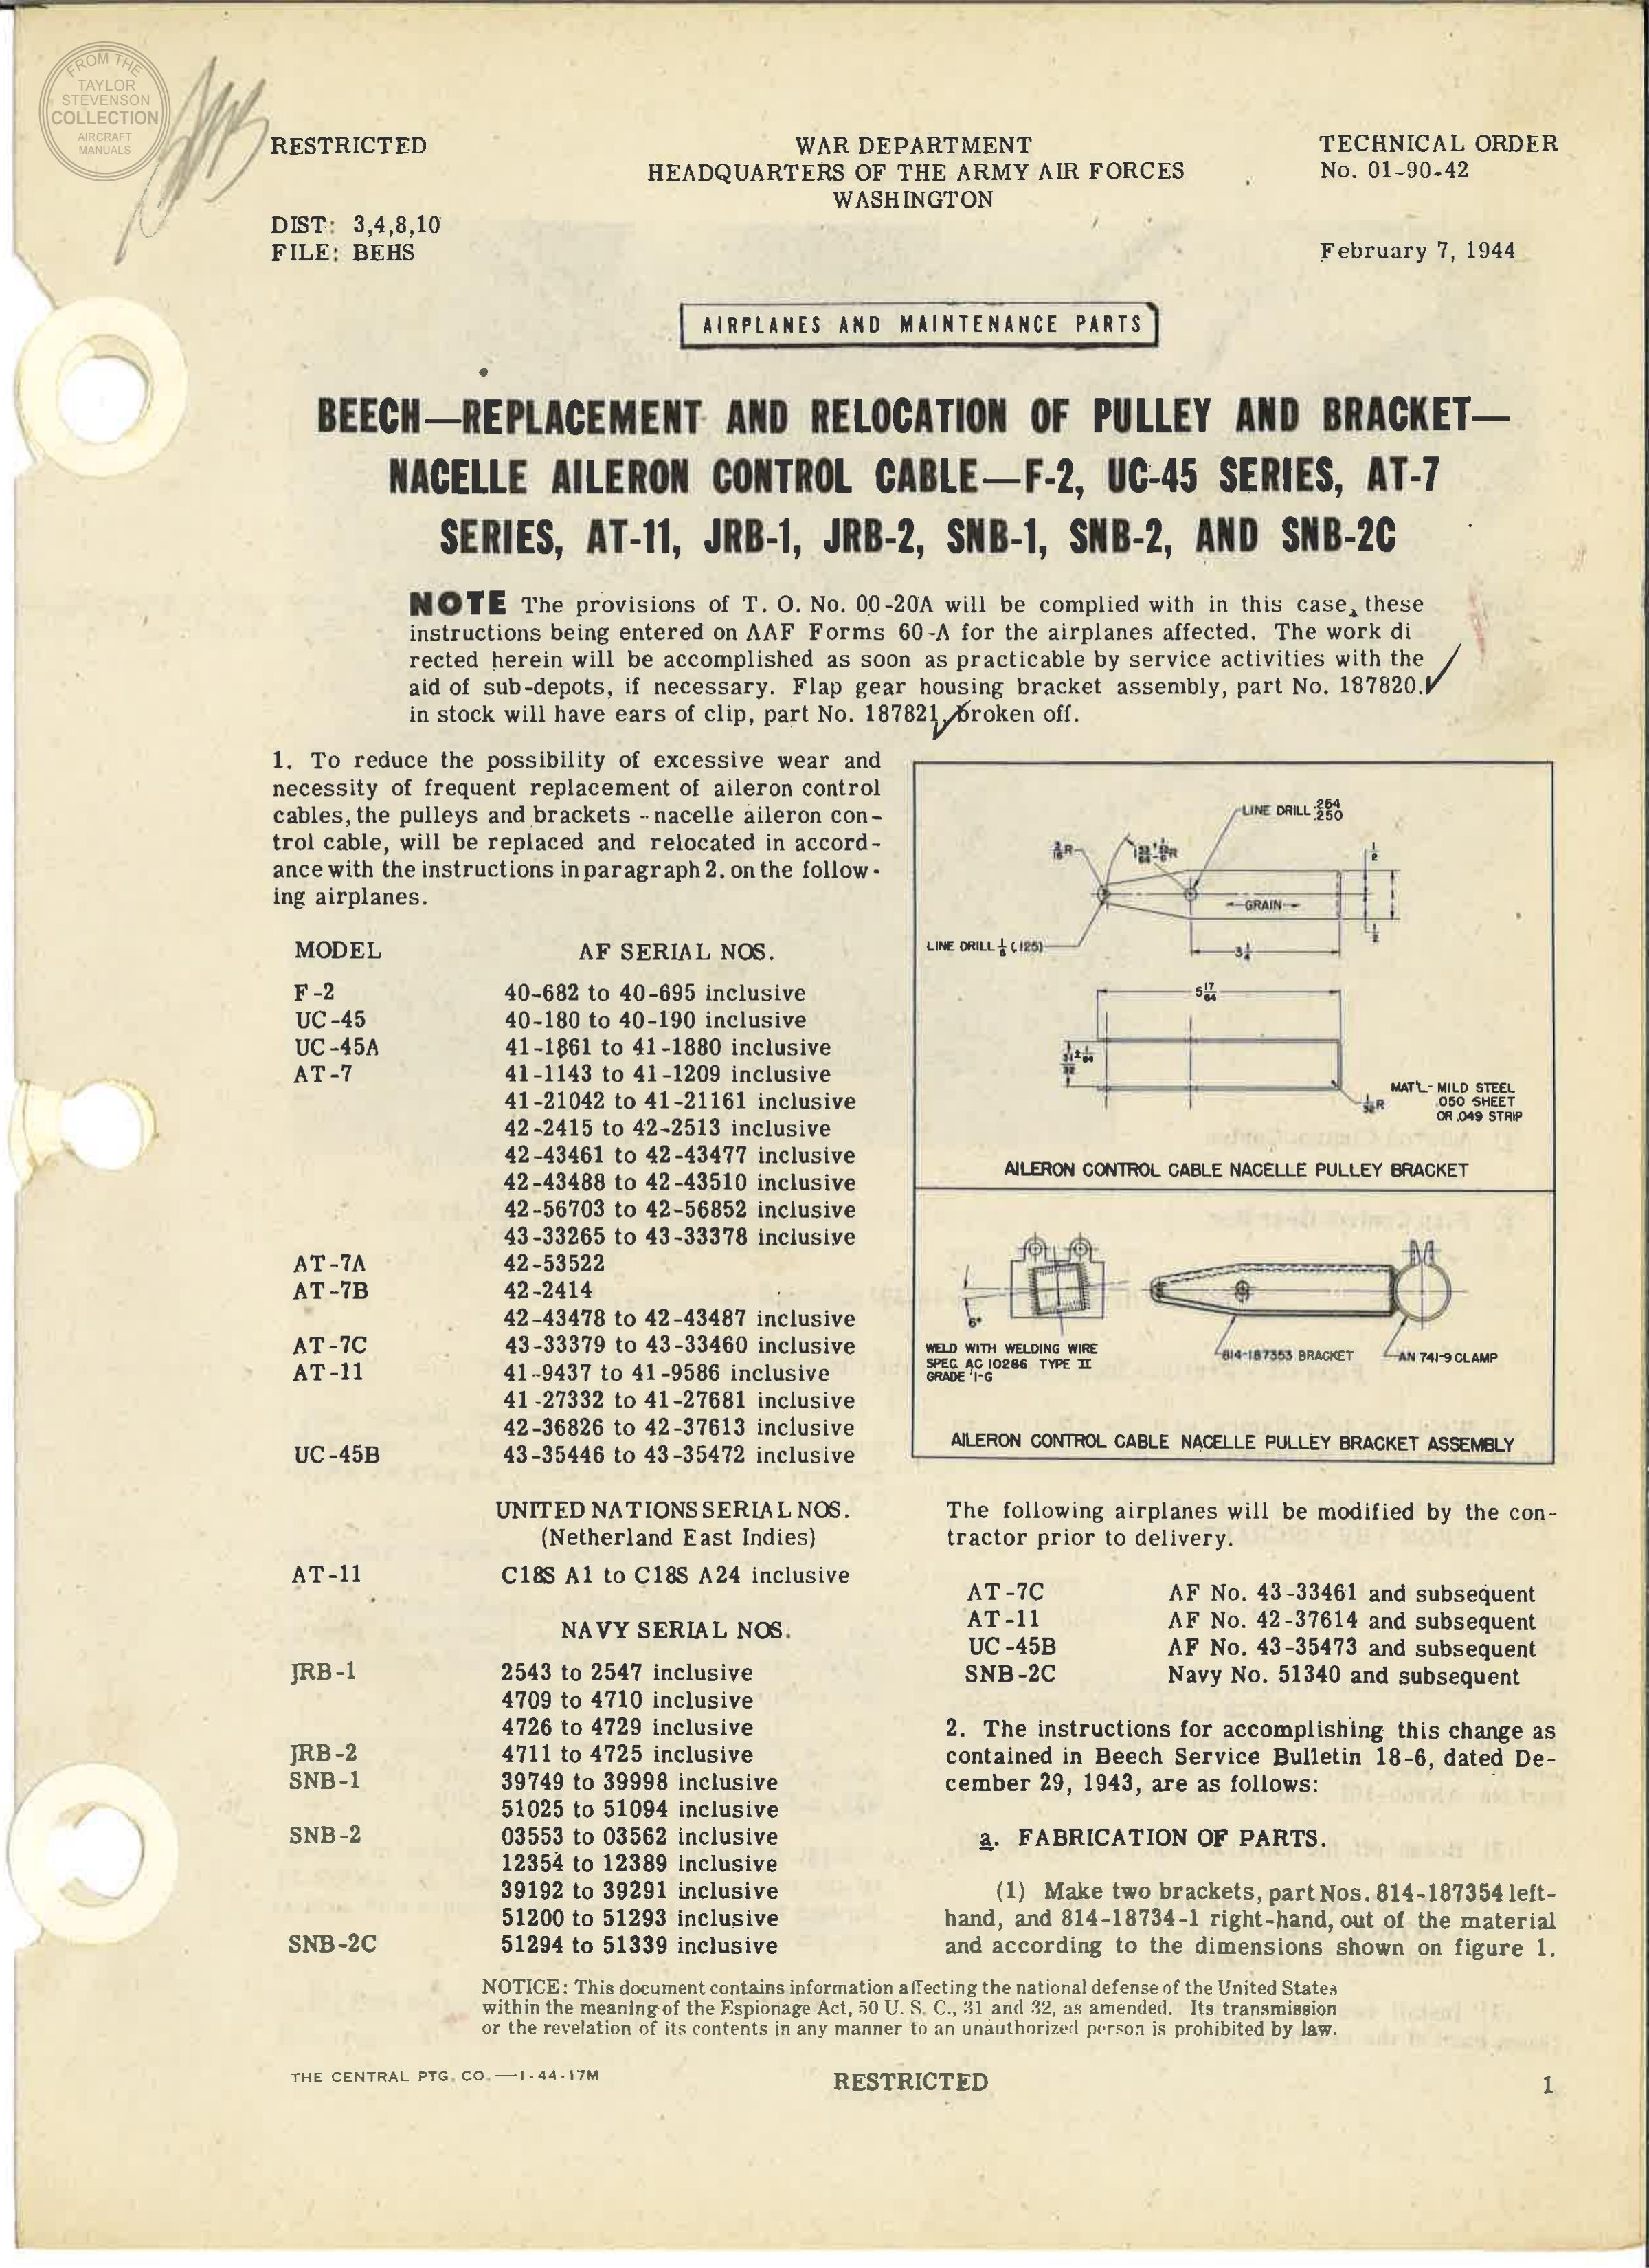 FROM THE
TAYLOR
STEVENSON
COLLECTION
AIRCRAFT
MANUALS
RESTRICTED
WAR DEPARTMENT
HEADQUARTERS OF THE ARMY AIR FORCES
WASHINGTON
TECHNICAL ORDER
No. 01-90-42
DIST: 3,4,8,10
FILE: BEHS
February 7, 1944
AIRPLANES AND MAINTENANCE PARTS
BEECH—REPLACEMENT AND RELOCATION OF PULLEY AND BRACKET—
NACELLE AILERON CONTROL CABLE—F-2, UC-45 SERIES, AT-7
SERIES, AT-11, JRB-1, JRB-2, SNB-1, SNB-2, AND SNB-2C
NOTE The provisions of T. O. No. 00-20A will be complied with in this case, these
instructions being entered on AAF Forms 60-A for the airplanes affected. The work di
rected herein will be accomplished as soon as practicable by service activities with the
aid of sub-depots, if necessary. Flap gear housing bracket assembly, part No. 187820.
in stock will have ears of clip, part No. 187821, broken off.
1. To reduce the possibility of excessive wear and
necessity of frequent replacement of aileron control
cables, the pulleys and brackets - nacelle aileron con-
trol cable, will be replaced and relocated in accord-
ance with the instructions in paragraph 2. on the follow-
ing airplanes.
MODEL AF SERIAL NOS.
F-2 40-682 to 40-695 inclusive
UC-45 40-180 to 40-190 inclusive
UC-45A 41-1861 to 41-1880 inclusive
AT-7 41-1143 to 41-1209 inclusive
41-21042 to 41-21161 inclusive
42-2415 to 42-2513 inclusive
42-43461 to 42-43477 inclusive
42-43488 to 42-43510 inclusive
42-56703 to 42-56852 inclusive
43-33265 to 43-33378 inclusive
AT-7A 42-53522
AT-7B 42-2414
42-43478 to 42-43487 inclusive
AT-7C 43-33379 to 43-33460 inclusive
AT-11 41-9437 to 41-9586 inclusive
41-27332 to 41-27681 inclusive
42-36826 to 42-37613 inclusive
UC-45B 43-35446 to 43-35472 inclusive
UNITED NATIONS SERIAL NOS.
(Netherland East Indies)
AT-11 C18S A1 to C18S A24 inclusive
NAVY SERIAL NOS.
JRB-1 2543 to 2547 inclusive
4709 to 4710 inclusive
4726 to 4729 inclusive
JRB-2 4711 to 4725 inclusive
SNB-1 39749 to 39998 inclusive
51025 to 51094 inclusive
SNB-2 03553 to 03562 inclusive
12354 to 12389 inclusive
39192 to 39291 inclusive
51200 to 51293 inclusive
SNB-2C 51294 to 51339 inclusive
LINE DRILL .264
.250
3/16 R
1/2
GRAIN
LINE DRILL 1/8 (.125)
3 1/4
1/2
5 17/64
1/32 R
MAT'L- MILD STEEL
.050 SHEET
OR .049 STRIP
AILERON CONTROL CABLE NACELLE PULLEY BRACKET
6°
WELD WITH WELDING WIRE
SPEC. AC 10286 TYPE II
GRADE 1-G
814-187353 BRACKET
AN 741-9 CLAMP
AILERON CONTROL CABLE NACELLE PULLEY BRACKET ASSEMBLY
The following airplanes will be modified by the con-
tractor prior to delivery.
AT-7C AF No. 43-33461 and subsequent
AT-11 AF No. 42-37614 and subsequent
UC-45B AF No. 43-35473 and subsequent
SNB-2C Navy No. 51340 and subsequent
2. The instructions for accomplishing this change as
contained in Beech Service Bulletin 18-6, dated De-
cember 29, 1943, are as follows:
a. FABRICATION OF PARTS.
(1) Make two brackets, part Nos. 814-187354 left-
hand, and 814-18734-1 right-hand, out of the material
and according to the dimensions shown on figure 1.
NOTICE: This document contains information affecting the national defense of the United States
within the meaning of the Espionage Act, 50 U. S. C., 31 and 32, as amended. Its transmission
or the revelation of its contents in any manner to an unauthorized person is prohibited by law.
THE CENTRAL PTG. CO.—1-44-17M
RESTRICTED
1